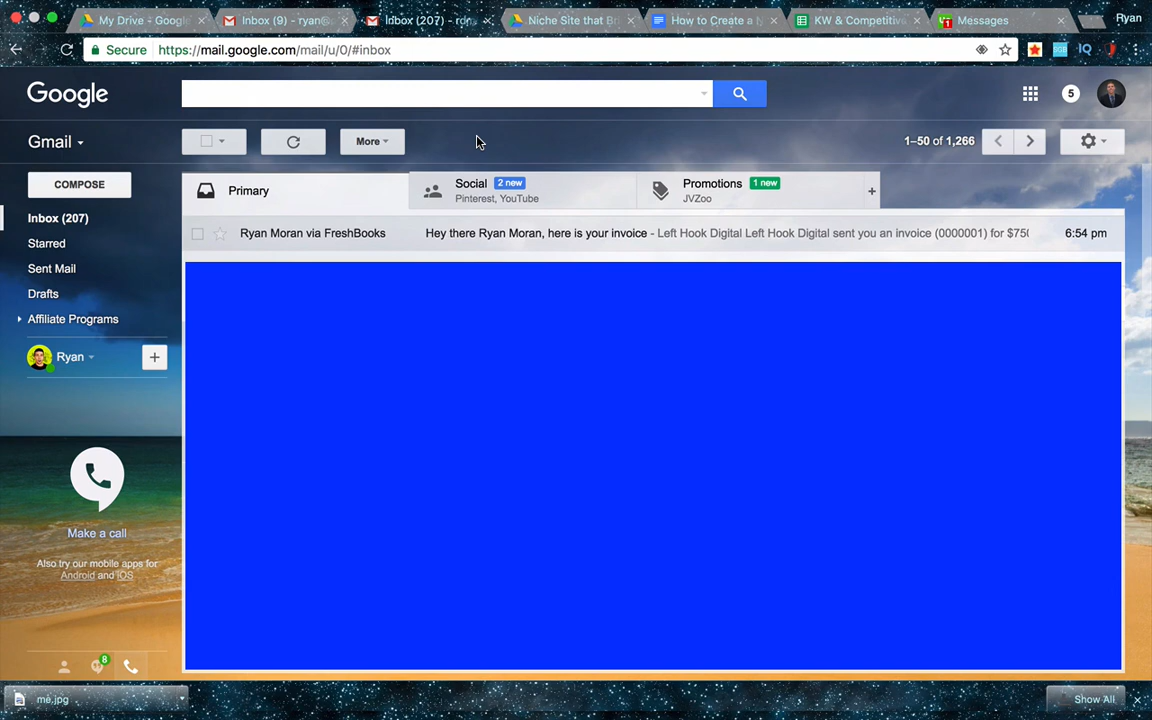 My Drive - Google
Inbox (9) - ryan@
Inbox (207) -
Niche Site that
How to Create a
KW & Competitive
Messages
Ryan
Secure https://mail.google.com/mail/u/0/#inbox
Google
5
Gmail
More
1–50 of 1,266
COMPOSE
Primary
Social 2 new
Pinterest, YouTube
Promotions 1 new
JVZoo
+
Inbox (207)
Starred
Sent Mail
Drafts
Affiliate Programs
Ryan
+
Ryan Moran via FreshBooks Hey there Ryan Moran, here is your invoice - Left Hook Digital Left Hook Digital sent you an invoice (0000001) for $750 6:54 pm
Make a call
Also try our mobile apps for
Android and iOS
8
me.jpg
Show All